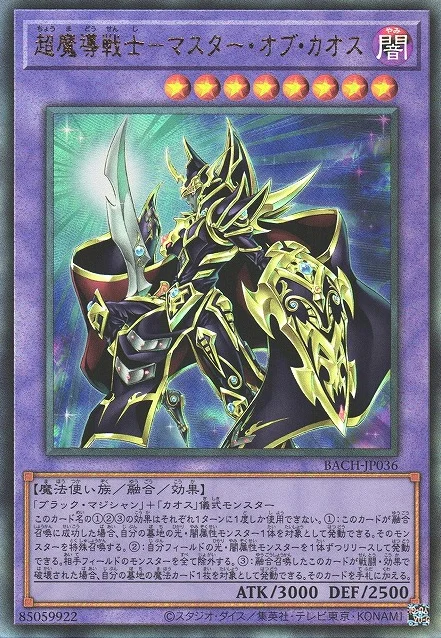 超魔導戦士－マスター・オブ・カオス
闇
BACH-JP036
【魔法使い族／融合／効果】
「ブラック・マジシャン」＋「カオス」儀式モンスター
このカード名の①②③の効果はそれぞれ１ターンに１度しか使用できない。①：このカードが融合
召喚に成功した場合、自分の墓地の光・闇属性モンスター１体を対象として発動できる。そのモン
スターを特殊召喚する。②：自分フィールドの光・闇属性モンスターを１体ずつリリースして発動で
きる。相手フィールドのモンスターを全て除外する。③：融合召喚したこのカードが戦闘・効果で
破壊された場合、自分の墓地の魔法カード１枚を対象として発動できる。そのカードを手札に加える。
ATK/3000 DEF/2500
85059922
©スタジオ・ダイス／集英社・テレビ東京・KONAMI